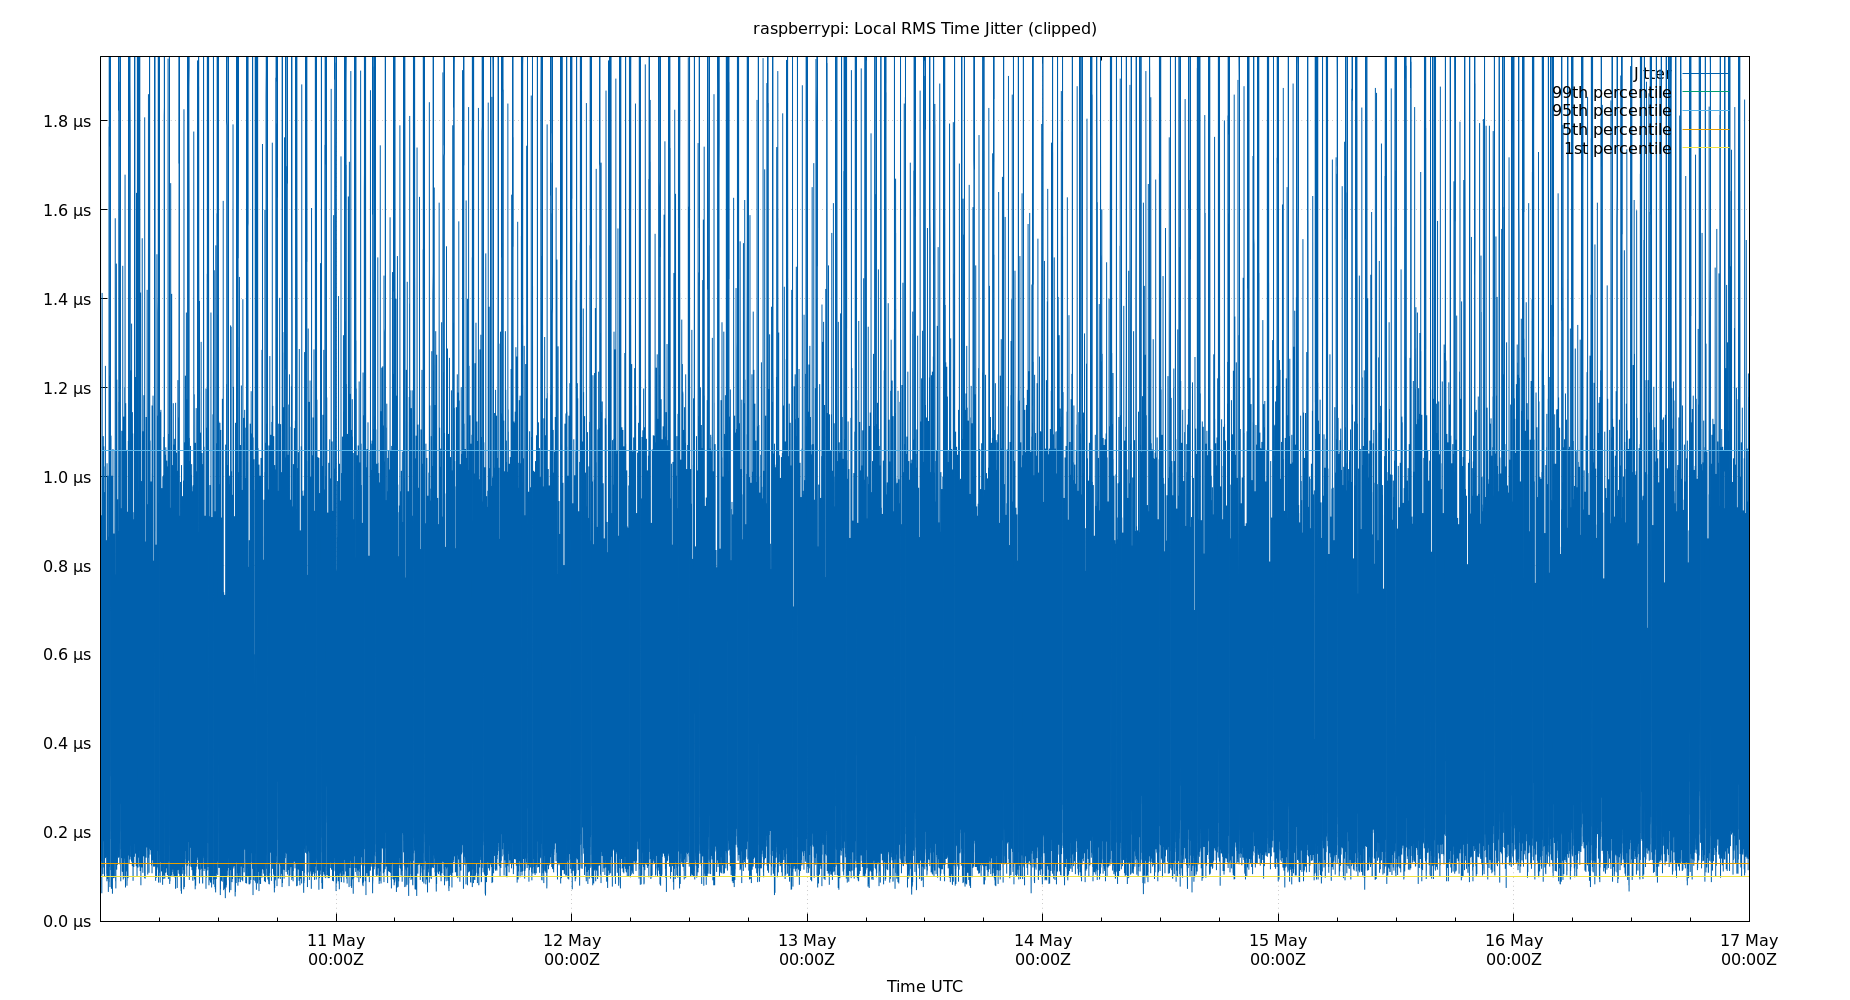 raspberrypi: Local RMS Time Jitter (clipped)
Jitter
99th percentile
95th percentile
5th percentile
1st percentile
1.8 µs
1.6 µs
1.4 µs
1.2 µs
1.0 µs
0.8 µs
0.6 µs
0.4 µs
0.2 µs
0.0 µs
11 May 12 May 13 May 14 May 15 May 16 May 17 May
00:00Z 00:00Z 00:00Z 00:00Z 00:00Z 00:00Z 00:00Z
Time UTC